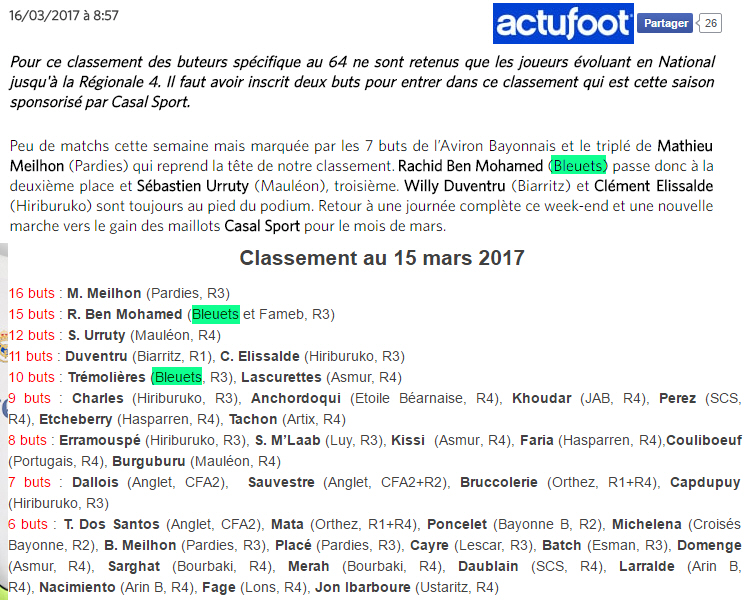 16/03/2017 à 8:57
actufoot
Partager 26
Pour ce classement des buteurs spécifique au 64 ne sont retenus que les joueurs évoluant en National
jusqu'à la Régionale 4. Il faut avoir inscrit deux buts pour entrer dans ce classement qui est cette saison
sponsorisé par Casal Sport.
Peu de matchs cette semaine mais marquée par les 7 buts de l'Aviron Bayonnais et le triplé de Mathieu
Meilhon (Pardies) qui reprend la tête de notre classement. Rachid Ben Mohamed (Bleuets) passe donc à la
deuxième place et Sébastien Urruty (Mauléon), troisième. Willy Duventru (Biarritz) et Clément Elissalde
(Hiriburuko) sont toujours au pied du podium. Retour à une journée complète ce week-end et une nouvelle
marche vers le gain des maillots Casal Sport pour le mois de mars.
Classement au 15 mars 2017
16 buts : M. Meilhon (Pardies, R3)
15 buts : R. Ben Mohamed (Bleuets et Fameb, R3)
12 buts : S. Urruty (Mauléon, R4)
11 buts : Duventru (Biarritz, R1), C. Elissalde (Hiriburuko, R3)
10 buts : Trémolières (Bleuets, R3), Lascurettes (Asmur, R4)
9 buts : Charles (Hiriburuko, R3), Anchordoqui (Etoile Béarnaise, R4), Khoudar (JAB, R4), Perez (SCS,
R4), Etcheberry (Hasparren, R4), Tachon (Artix, R4)
8 buts : Erramouspé (Hiriburuko, R3), S. M'Laab (Luy, R3), Kissi (Asmur, R4), Faria (Hasparren, R4),Couliboeuf
(Portugais, R4), Burguburu (Mauléon, R4)
7 buts : Dallois (Anglet, CFA2), Sauvestre (Anglet, CFA2+R2), Bruccolerie (Orthez, R1+R4), Capdupuy
(Hiriburuko, R3)
6 buts : T. Dos Santos (Anglet, CFA2), Mata (Orthez, R1+R4), Poncelet (Bayonne B, R2), Michelena (Croisés
Bayonne, R2), B. Meilhon (Pardies, R3), Placé (Pardies, R3), Cayre (Lescar, R3), Batch (Esman, R3), Domenge
(Asmur, R4), Sarghat (Bourbaki, R4), Merah (Bourbaki, R4), Daublain (SCS, R4), Larralde (Arin B,
R4), Nacimiento (Arin B, R4), Fage (Lons, R4), Jon Ibarboure (Ustaritz, R4)